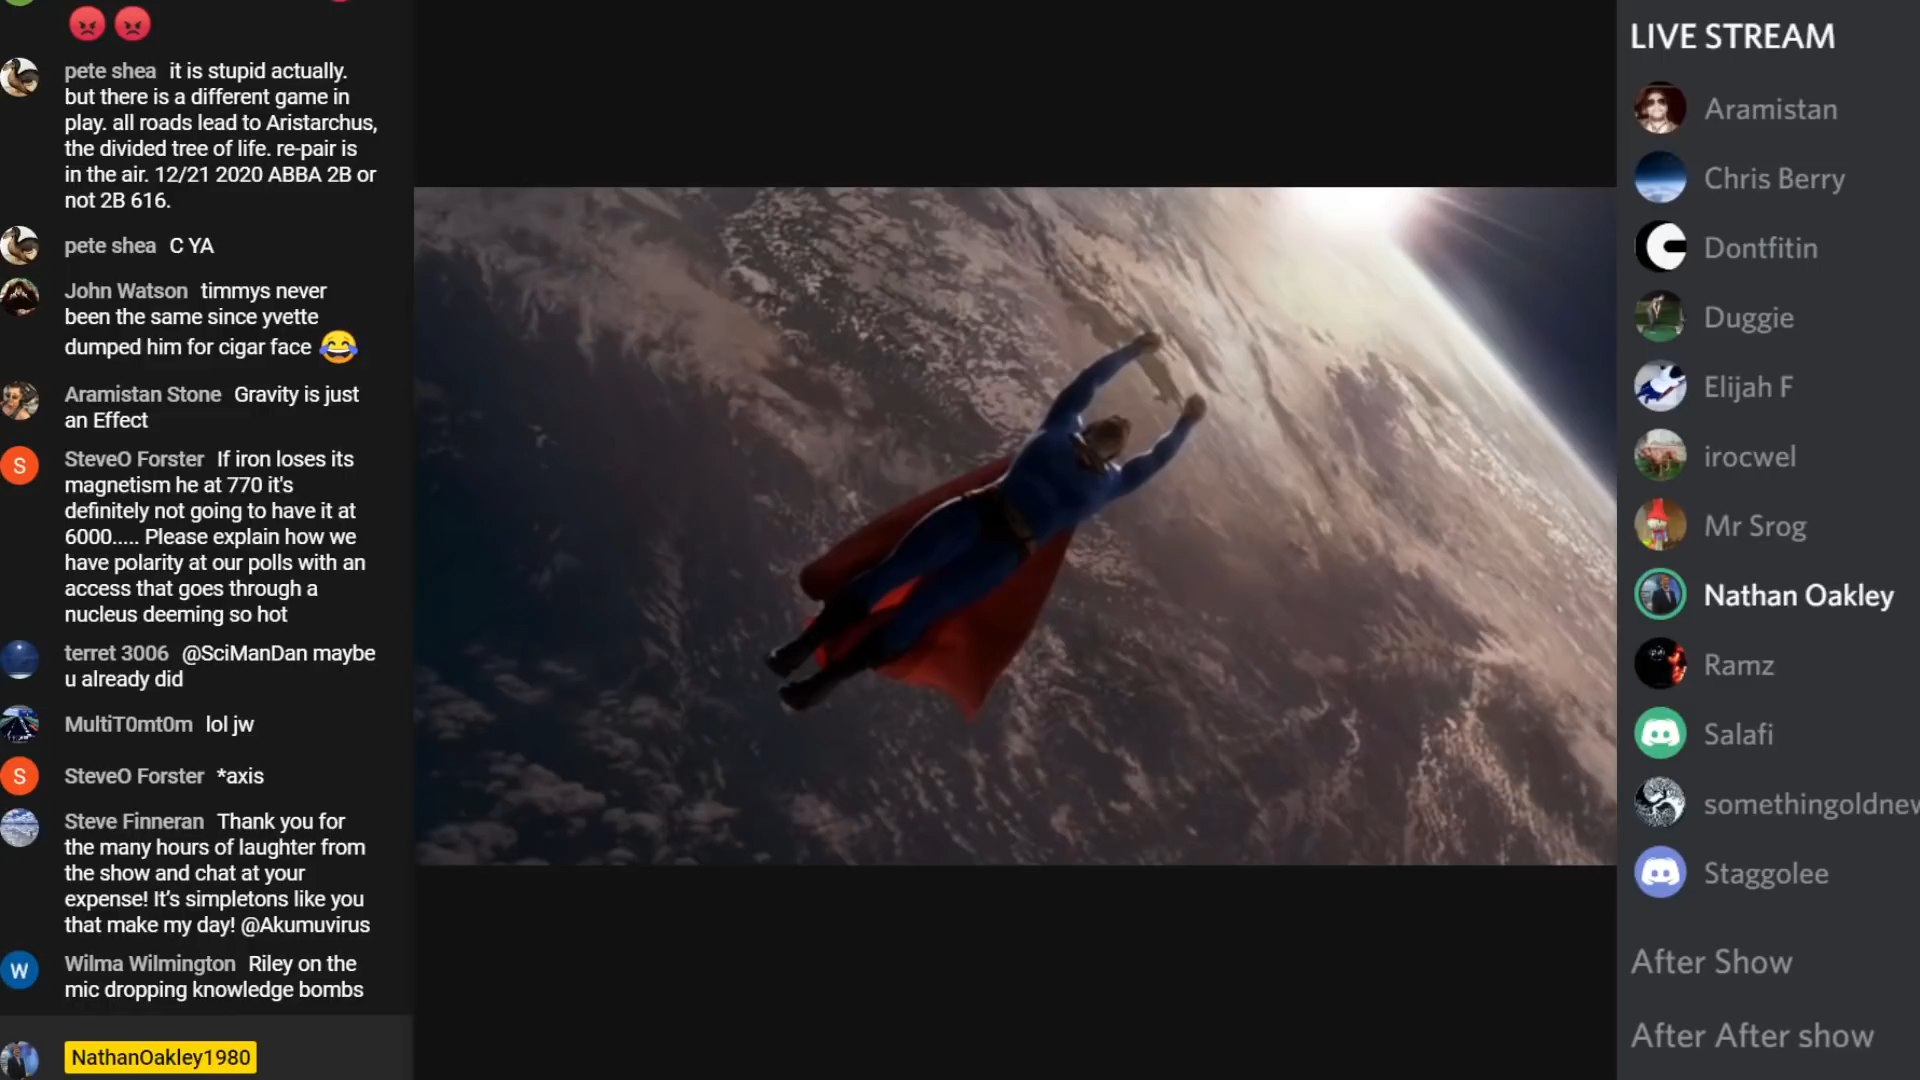 pete shea it is stupid actually.
but there is a different game in
play. all roads lead to Aristarchus,
the divided tree of life. re-pair is
in the air. 12/21 2020 ABBA 2B or
not 2B 616.
pete shea C YA
John Watson timmys never
been the same since yvette
dumped him for cigar face 😂
Aramistan Stone Gravity is just
an Effect
S
SteveO Forster If iron loses its
magnetism he at 770 it's
definitely not going to have it at
6000..... Please explain how we
have polarity at our polls with an
access that goes through a
nucleus deeming so hot
terret 3006 @SciManDan maybe
u already did
MultiT0mt0m lol jw
S
SteveO Forster *axis
Steve Finneran Thank you for
the many hours of laughter from
the show and chat at your
expense! It's simpletons like you
that make my day! @Akumuvirus
W
Wilma Wilmington Riley on the
mic dropping knowledge bombs
NathanOakley1980
LIVE STREAM
Aramistan
Chris Berry
Dontfitin
Duggie
Elijah F
irocwel
Mr Srog
Nathan Oakley
Ramz
Salafi
somethingoldnew
Staggolee
After Show
After After show